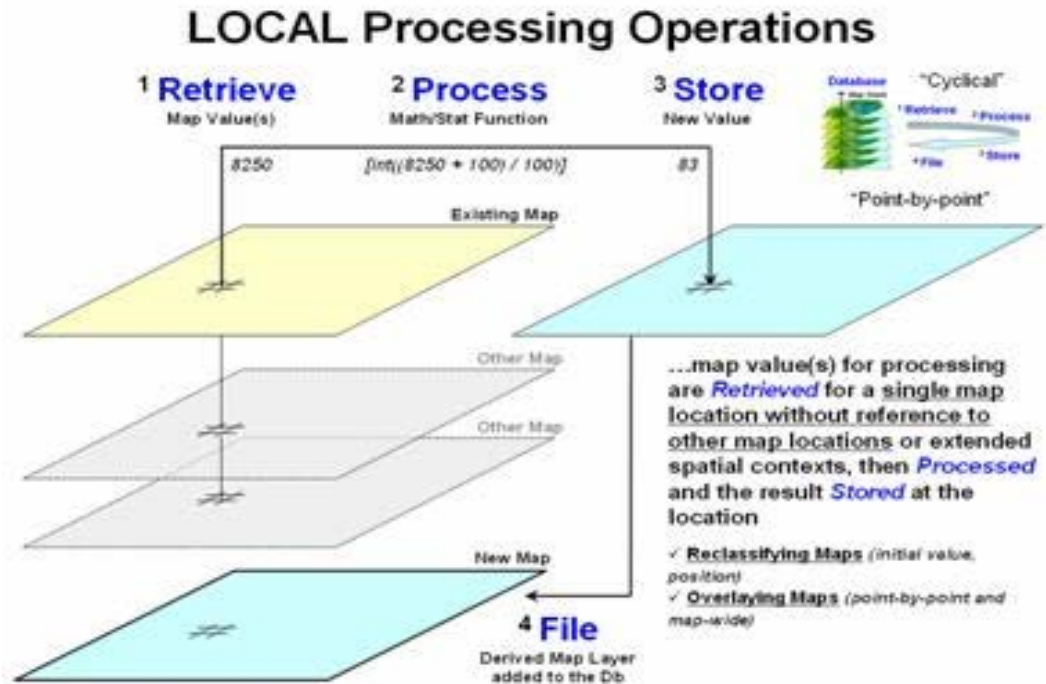 LOCAL Processing Operations
1 Retrieve
Map Value(s)
2 Process
Math/Stat Function
3 Store
New Value
Database
"Cyclical"
1 Retrieve
2 Process
3 Store
4 File
"Point-by-point"
8250
[int((8250 + 100) / 100)]
83
Existing Map
Other Map
Other Map
New Map
4 File
Derived Map Layer
added to the Db
...map value(s) for processing
are Retrieved for a single map
location without reference to
other map locations or extended
spatial contexts, then Processed
and the result Stored at the
location
✓ Reclassifying Maps (initial value,
position)
✓ Overlaying Maps (point-by-point and
map-wide)